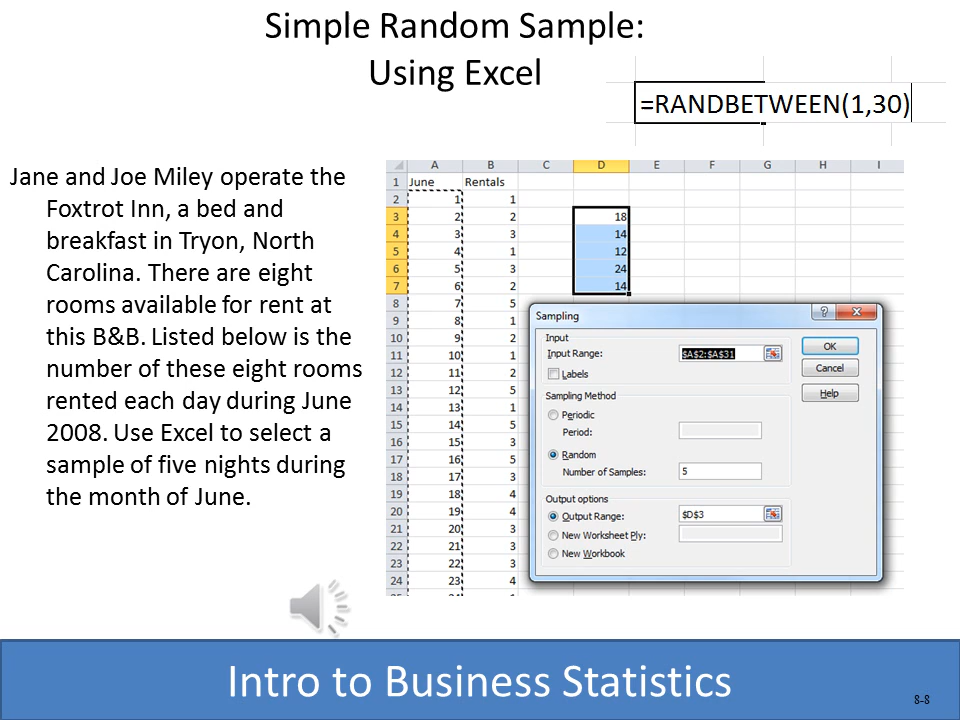 Simple Random Sample:
Using Excel
=RANDBETWEEN(1,30)
Jane and Joe Miley operate the
Foxtrot Inn, a bed and
breakfast in Tryon, North
Carolina. There are eight
rooms available for rent at
this B&B. Listed below is the
number of these eight rooms
rented each day during June
2008. Use Excel to select a
sample of five nights during
the month of June.
A B C D E F G H I
1 June Rentals
2 1 1
3 2 2 18
4 3 3 14
5 4 1 12
6 5 3 24
7 6 2 14
8 7 5
9 8 1
10 9 2
11 10 1
12 11 2
13 12 5
14 13 1
15 14 5
16 15 3
17 16 5
18 17 3
19 18 4
20 19 4
21 20 3
22 21 3
23 22 3
24 23 4
Sampling
?
Input
Input Range: $A$2:$A$31
Labels
Sampling Method
Periodic
Period:
Random
Number of Samples: 5
Output options
Output Range: $D$3
New Worksheet Ply:
New Workbook
OK
Cancel
Help
Intro to Business Statistics
8-8